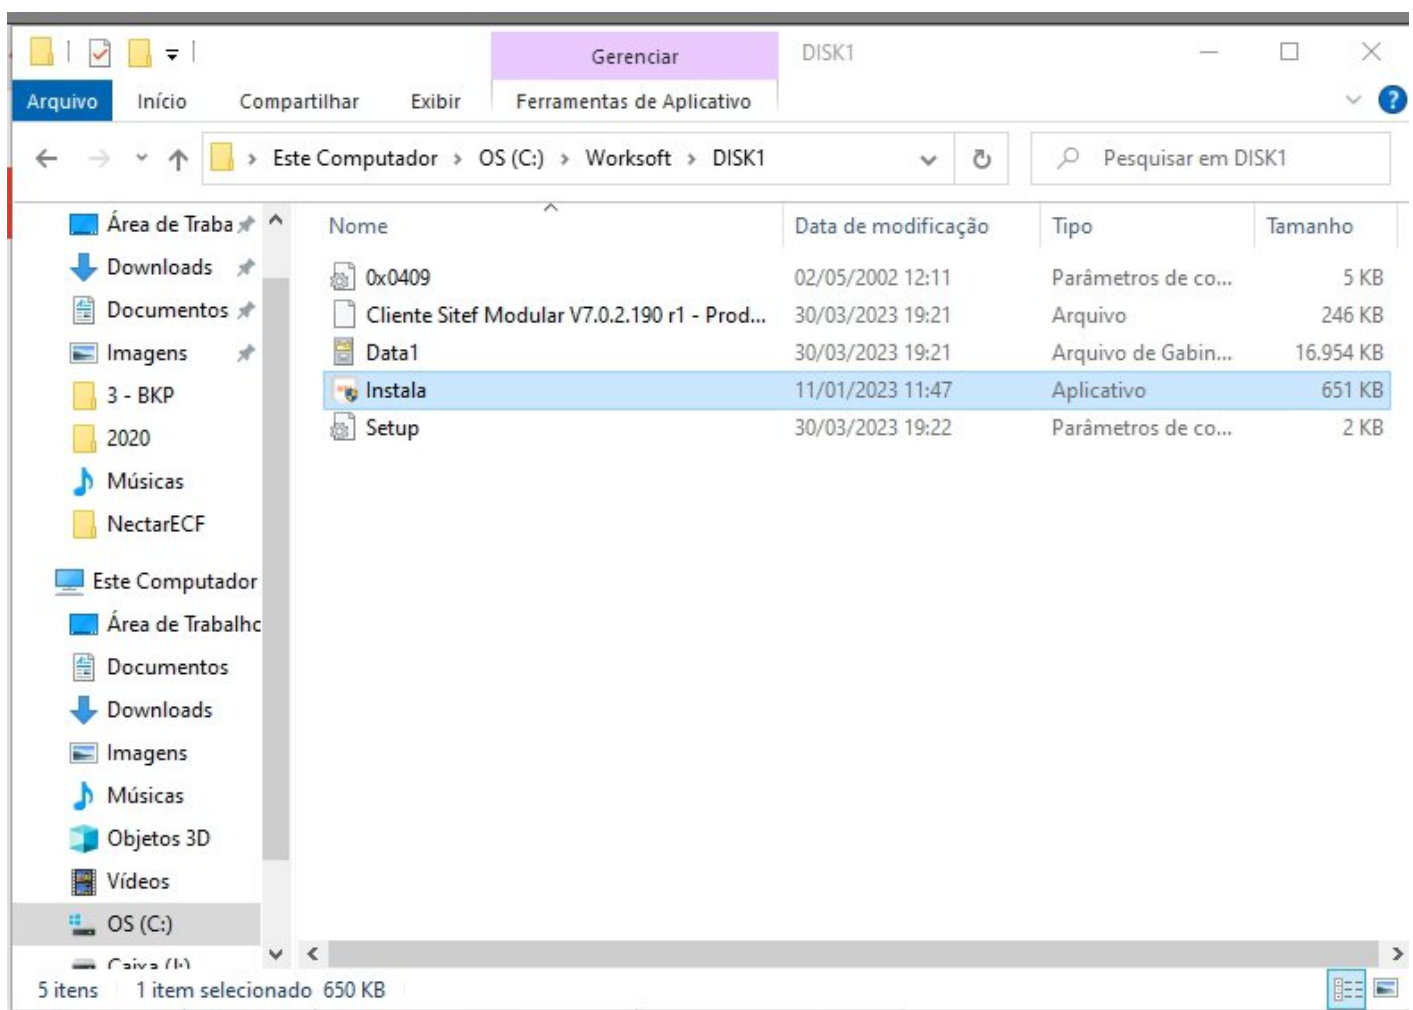 Gerenciar DISK1
Arquivo Início Compartilhar Exibir Ferramentas de Aplicativo ?
Este Computador OS (C:) Worksoft DISK1 Pesquisar em DISK1
Área de Traba
Downloads
Documentos
Imagens
3 - BKP
2020
Músicas
NectarECF
Este Computador
Área de Trabalhc
Documentos
Downloads
Imagens
Músicas
Objetos 3D
Vídeos
OS (C:)
Caixa (I:)
Nome Data de modificação Tipo Tamanho
0x0409 02/05/2002 12:11 Parâmetros de co... 5 KB
Cliente Sitef Modular V7.0.2.190 r1 - Prod... 30/03/2023 19:21 Arquivo 246 KB
Data1 30/03/2023 19:21 Arquivo de Gabin... 16.954 KB
Instala 11/01/2023 11:47 Aplicativo 651 KB
Setup 30/03/2023 19:22 Parâmetros de co... 2 KB
5 itens 1 item selecionado 650 KB